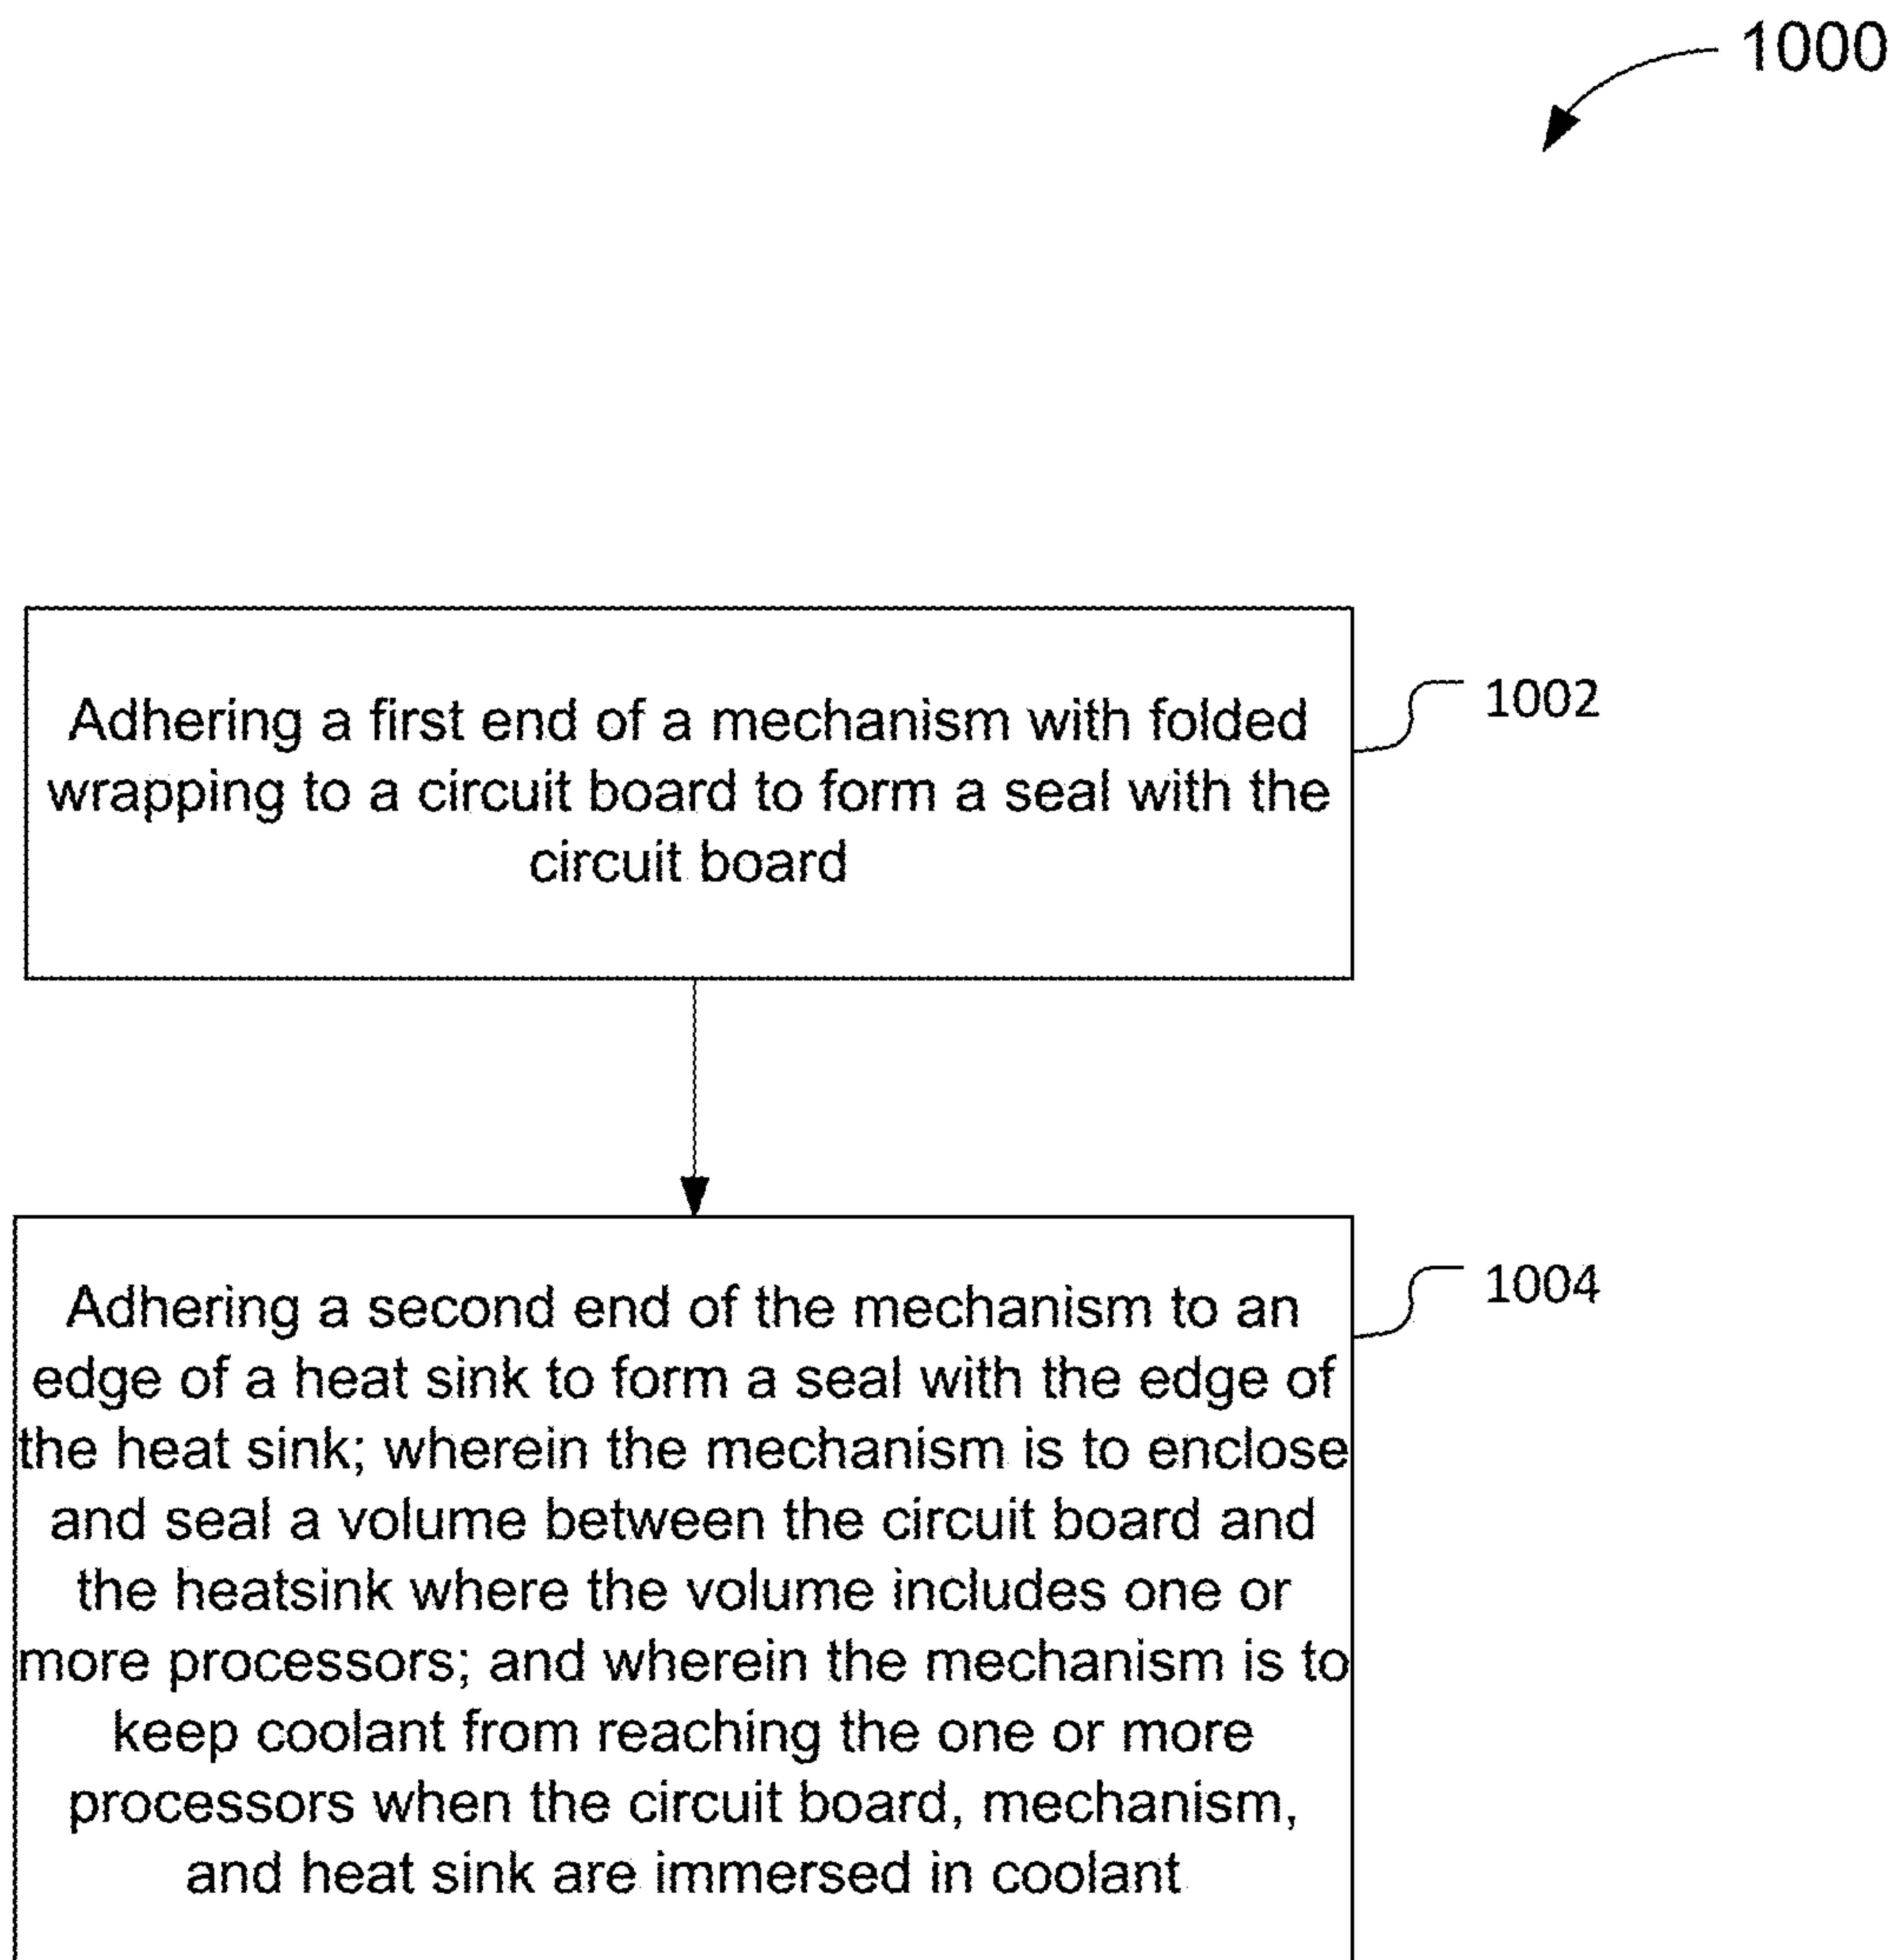 1000
Adhering a first end of a mechanism with folded
wrapping to a circuit board to form a seal with the
circuit board
1002
Adhering a second end of the mechanism to an
edge of a heat sink to form a seal with the edge of
the heat sink; wherein the mechanism is to enclose
and seal a volume between the circuit board and
the heatsink where the volume includes one or
more processors; and wherein the mechanism is to
keep coolant from reaching the one or more
processors when the circuit board, mechanism,
and heat sink are immersed in coolant
1004